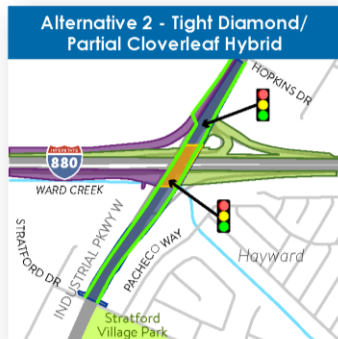 Alternative 2 - Tight Diamond/
Partial Cloverleaf Hybrid
HOPKINS DR
INTERSTATE
880
WARD CREEK
STRATFORD DR
INDUSTRIAL PKWY W
PACHECO WAY
Hayward
Stratford
Village Park